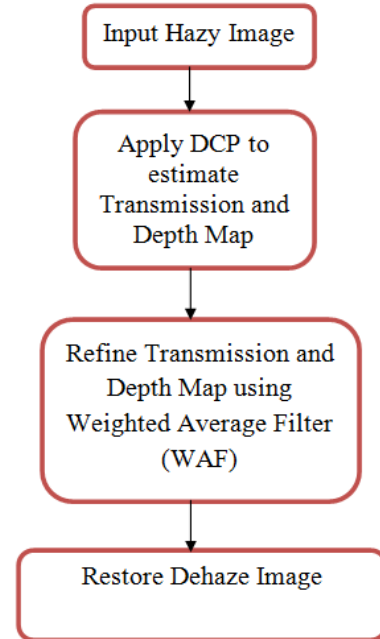 Input Hazy Image
Apply DCP to
estimate
Transmission and
Depth Map
Refine Transmission and
Depth Map using
Weighted Average Filter
(WAF)
Restore Dehaze Image